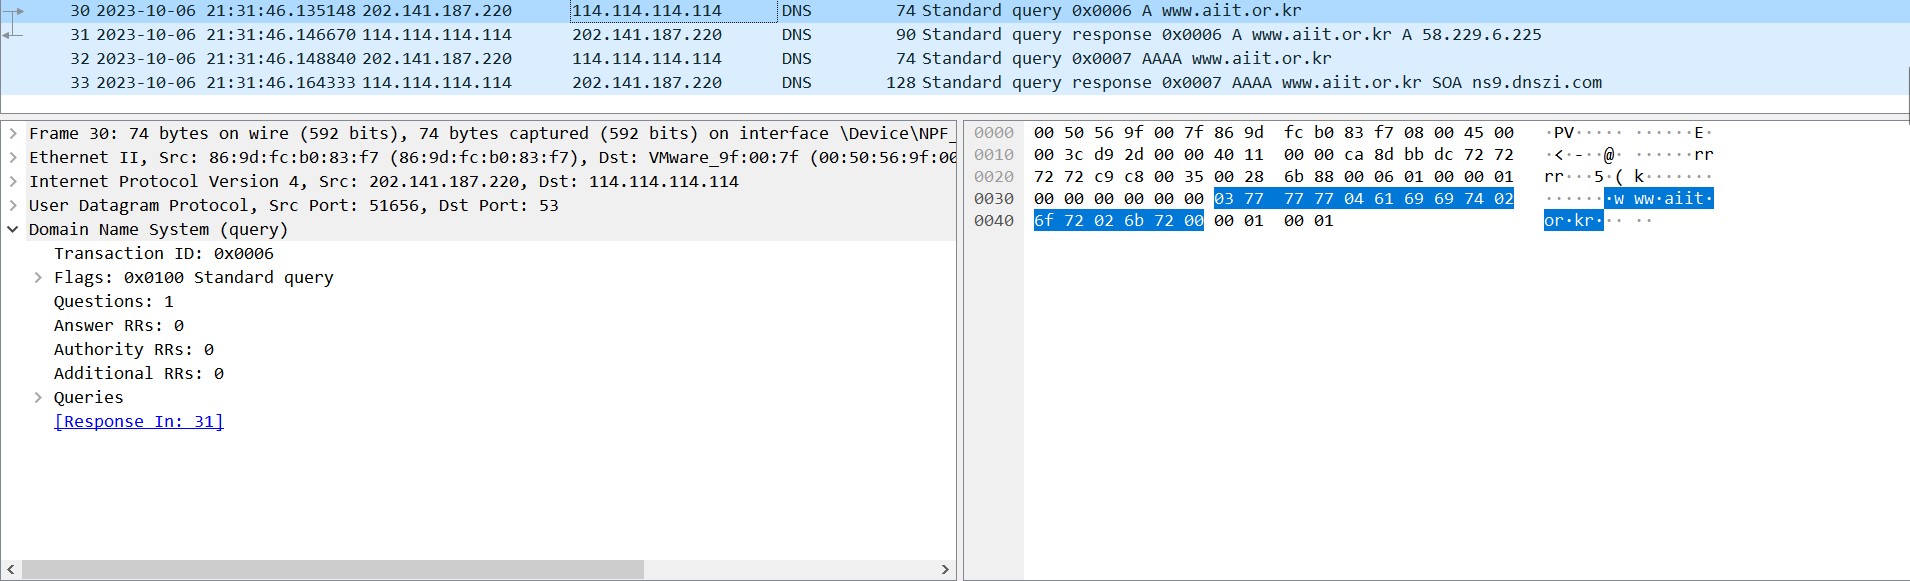 30 2023-10-06 21:31:46.135148 202.141.187.220 114.114.114.114 DNS 74 Standard query 0x0006 A www.aiit.or.kr
31 2023-10-06 21:31:46.146670 114.114.114.114 202.141.187.220 DNS 90 Standard query response 0x0006 A www.aiit.or.kr A 58.229.6.225
32 2023-10-06 21:31:46.148840 202.141.187.220 114.114.114.114 DNS 74 Standard query 0x0007 AAAA www.aiit.or.kr
33 2023-10-06 21:31:46.164333 114.114.114.114 202.141.187.220 DNS 128 Standard query response 0x0007 AAAA www.aiit.or.kr SOA ns9.dnszi.com
Frame 30: 74 bytes on wire (592 bits), 74 bytes captured (592 bits) on interface \Device\NPF_
Ethernet II, Src: 86:9d:fc:b0:83:f7 (86:9d:fc:b0:83:f7), Dst: VMware_9f:00:7f (00:50:56:9f:00
Internet Protocol Version 4, Src: 202.141.187.220, Dst: 114.114.114.114
User Datagram Protocol, Src Port: 51656, Dst Port: 53
Domain Name System (query)
Transaction ID: 0x0006
Flags: 0x0100 Standard query
Questions: 1
Answer RRs: 0
Authority RRs: 0
Additional RRs: 0
Queries
[Response In: 31]
0000 00 50 56 9f 00 7f 86 9d fc b0 83 f7 08 00 45 00 ·PV····· ······E·
0010 00 3c d9 2d 00 00 40 11 00 00 ca 8d bb dc 72 72 ·<·-··@· ······rr
0020 72 72 c9 c8 00 35 00 28 6b 88 00 06 01 00 00 01 rr···5·( k·······
0030 00 00 00 00 00 00 03 77 77 77 04 61 69 69 74 02 ·······w ww·aiit·
0040 6f 72 02 6b 72 00 00 01 00 01 or·kr··· ··